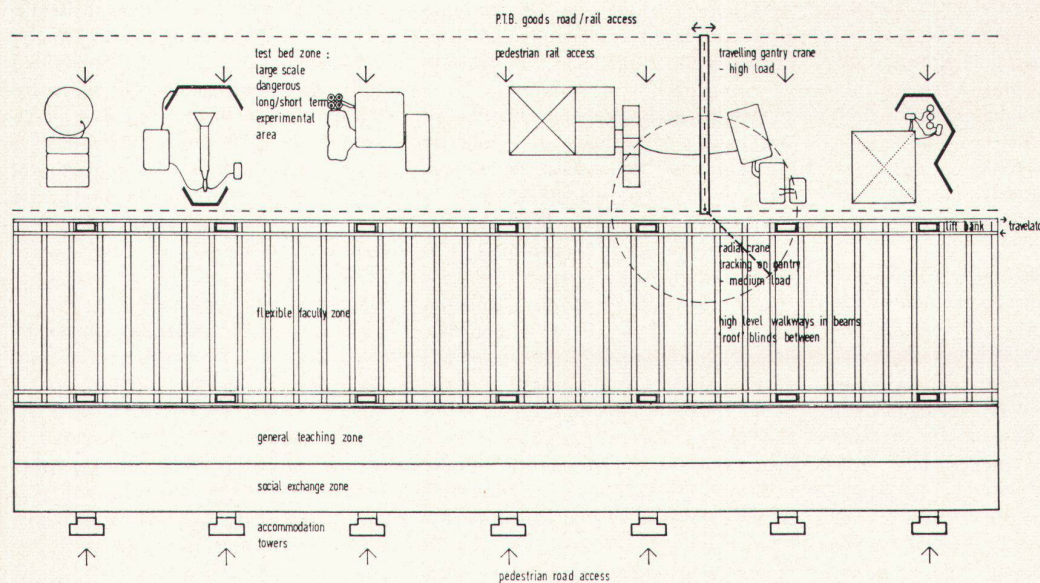 P.T.B. goods road/rail access
test bed zone :
large scale
dangerous
long/short term
experimental
area
pedestrian rail access
travelling gantry crane
- high load
lift bank
travelato
radial crane
tracking on gantry
- medium load
flexible faculty zone
high level walkways in beams
'roof' blinds between
general teaching zone
social exchange zone
accommodation
towers
pedestrian road access